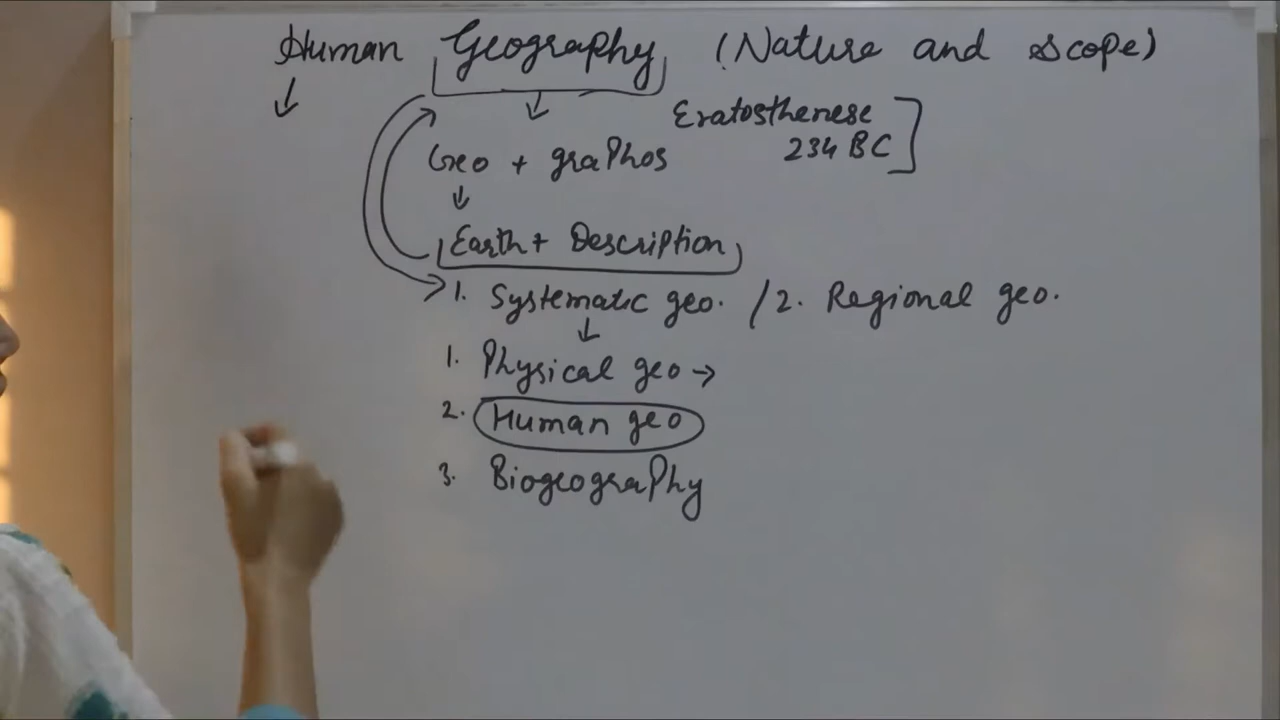 Human Geography (Nature and Scope)
Eratosthenese
Geo + graPhos 234 BC
Earth + Description
1. Systematic geo. / 2. Regional geo.
1. Physical geo →
2. Human geo
3. BiogeograPhy